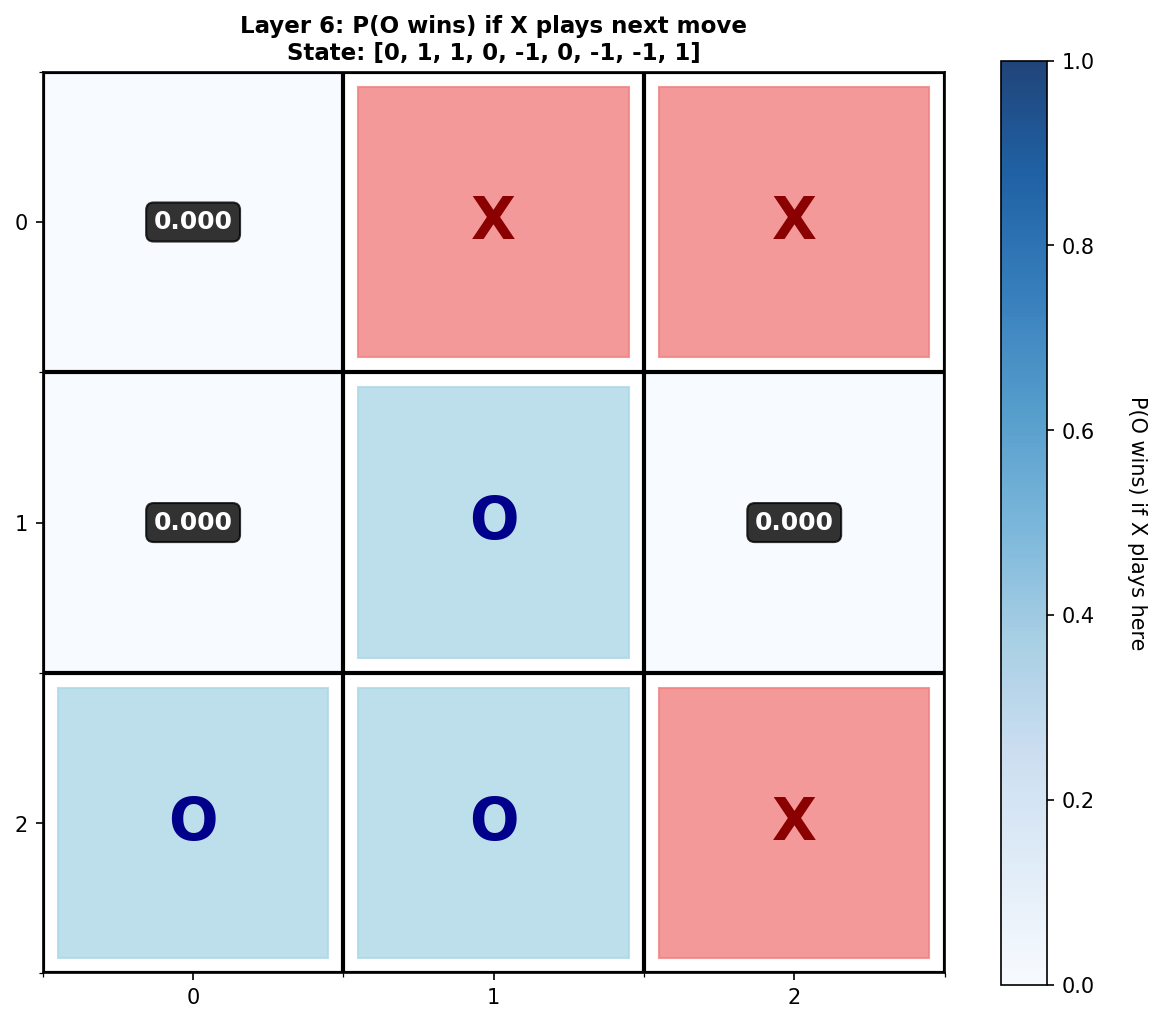 Layer 6: P(O wins) if X plays next move
State: [0, 1, 1, 0, -1, 0, -1, -1, 1]
0
0.000
X
X
1
0.000
O
0.000
2
O
O
X
0
1
2
1.0
0.8
0.6
0.4
0.2
0.0
P(O wins) if X plays here